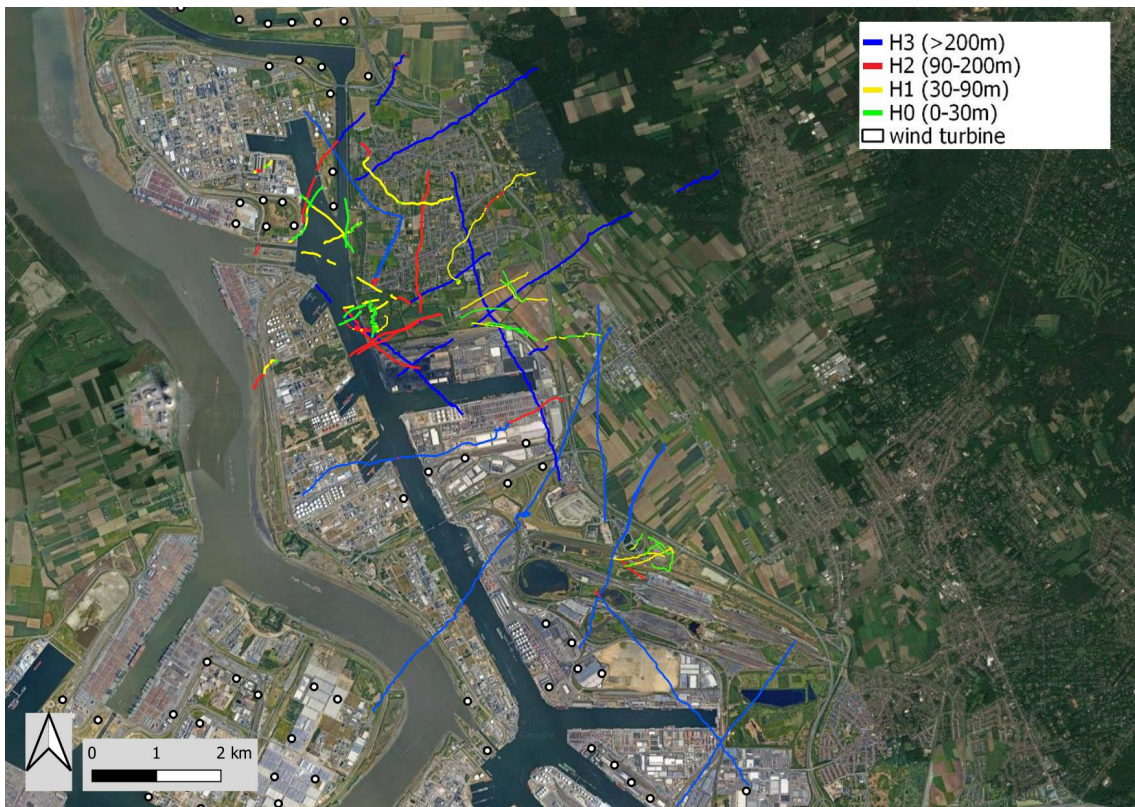 H3 (>200m)
H2 (90-200m)
H1 (30-90m)
H0 (0-30m)
wind turbine
0 1 2 km